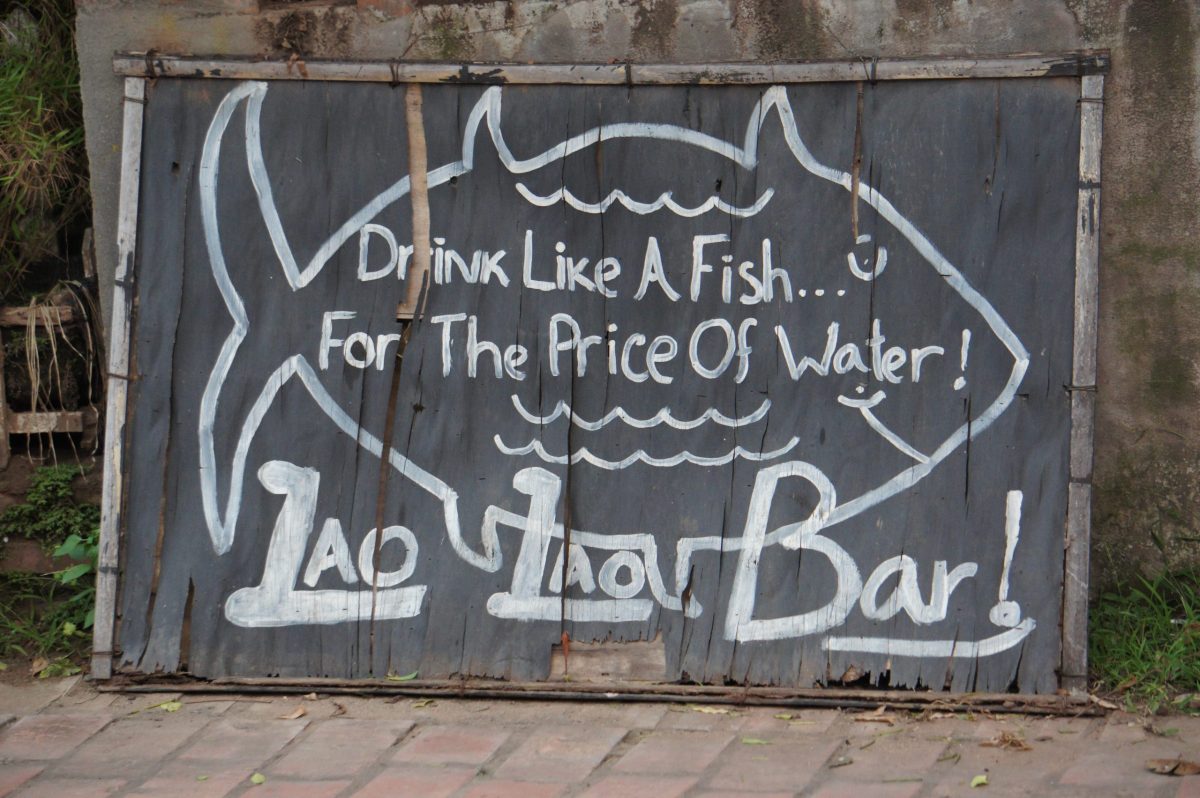 Drink Like A Fish...
For The Price Of Water!
Lao Lao Bar!